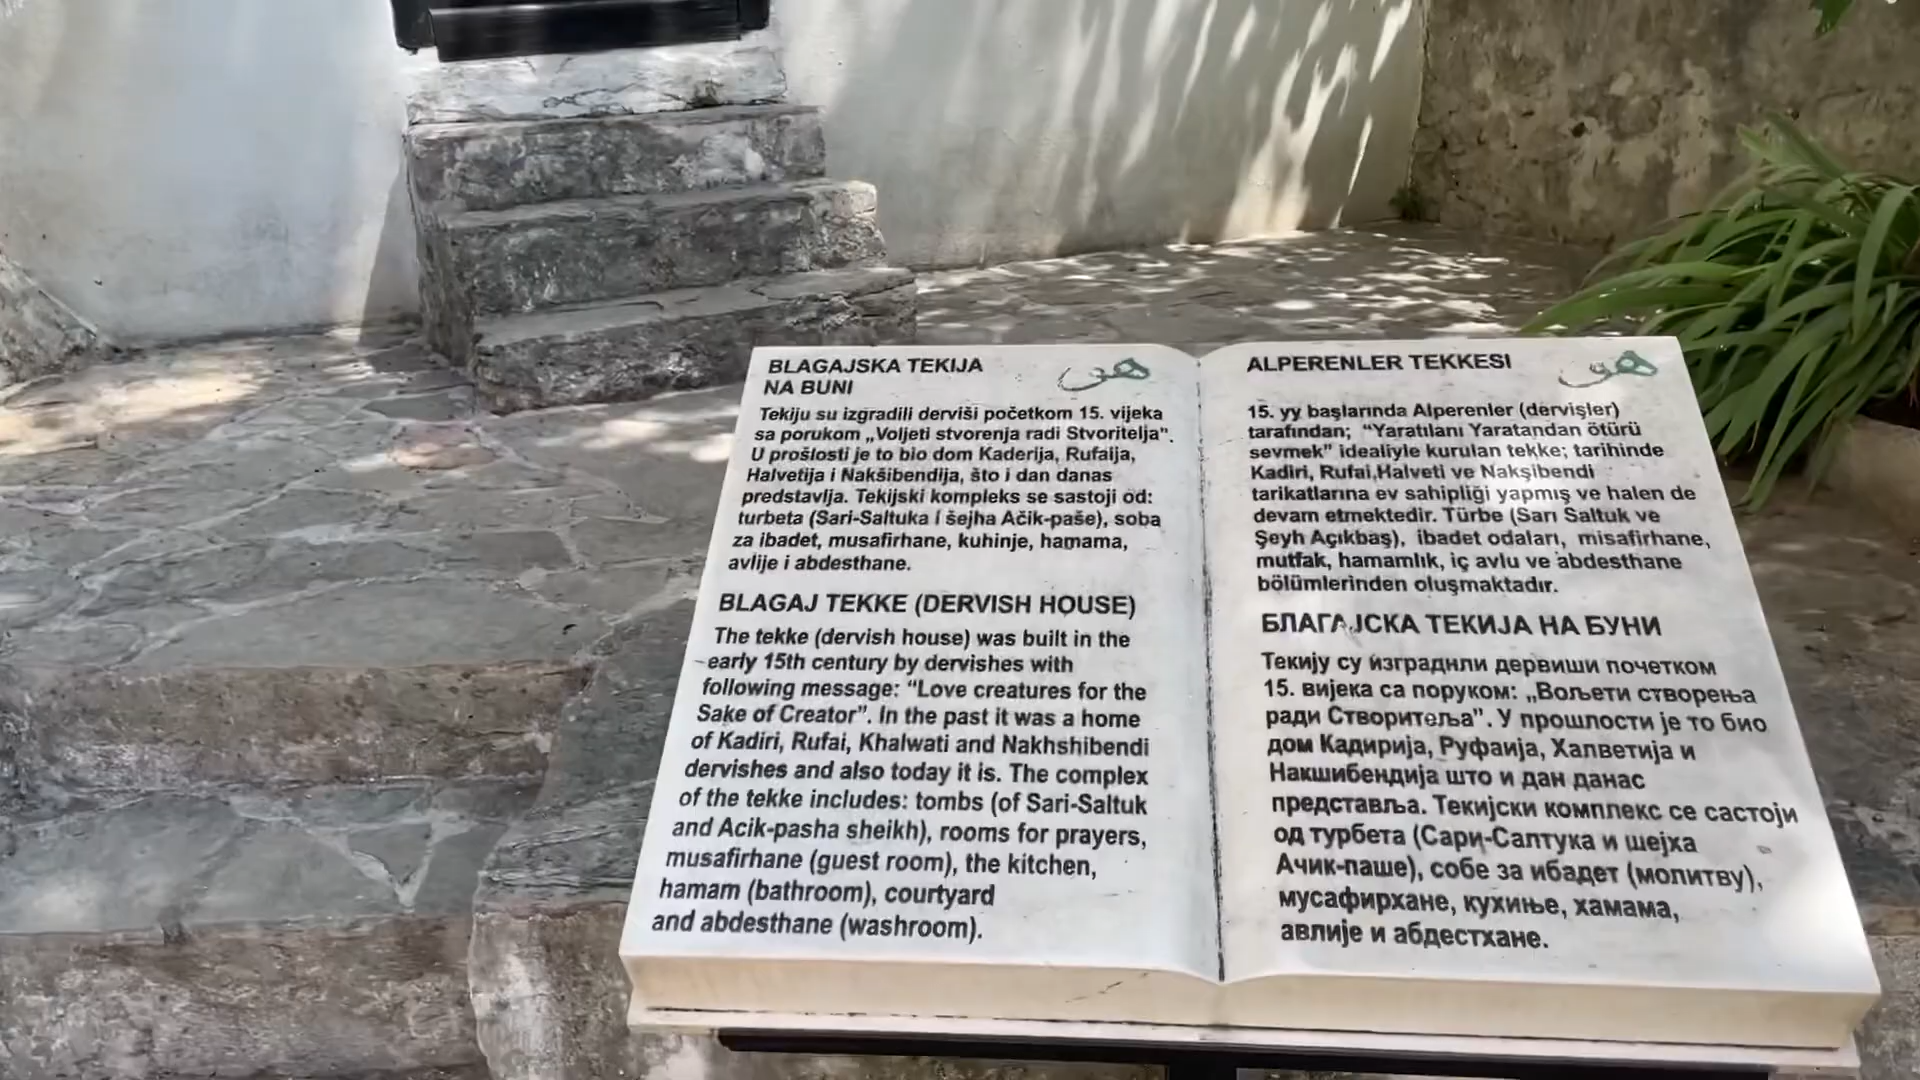 BLAGAJSKA TEKIJA
NA BUNI
Tekiju su izgradili derviši početkom 15. vijeka
sa porukom „Voljeti stvorenja radi Stvoritelja”.
U prošlosti je to bio dom Kaderija, Rufaija,
Halvetija i Nakšibendija, što i dan danas
predstavlja. Tekijski kompleks se sastoji od:
turbeta (Sari-Saltuka i šejha Ačik-paše), soba
za ibadet, musafirhane, kuhinje, hamama,
avlije i abdesthane.
BLAGAJ TEKKE (DERVISH HOUSE)
The tekke (dervish house) was built in the
early 15th century by dervishes with
following message: “Love creatures for the
Sake of Creator”. In the past it was a home
of Kadiri, Rufai, Khalwati and Nakhshibendi
dervishes and also today it is. The complex
of the tekke includes: tombs (of Sari-Saltuk
and Acik-pasha sheikh), rooms for prayers,
musafirhane (guest room), the kitchen,
hamam (bathroom), courtyard
and abdesthane (washroom).
ALPERENLER TEKKESI
15. yy başlarında Alperenler (dervişler)
tarafından; “Yaratılanı Yaratandan ötürü
sevmek” idealiyle kurulan tekke; tarihinde
Kadiri, Rufai,Halveti ve Nakşibendi
tarikatlarına ev sahipliği yapmış ve halen de
devam etmektedir. Türbe (Sarı Saltuk ve
Şeyh Açıkbaş), ibadet odaları, misafirhane,
mutfak, hamamlık, iç avlu ve abdesthane
bölümlerinden oluşmaktadır.
БЛАГАЈСКА ТЕКИЈА НА БУНИ
Текију су изграднли дервиши почетком
15. вијека са поруком: „Вољети створења
ради Створитеља”. У прошлости је то био
дом Кадирија, Руфаија, Халветија и
Накшибендија што и дан данас
представља. Текијски комплекс се састоји
од турбета (Сари-Салтука и шејха
Ачик-паше), собе за ибадет (молитву),
мусафирхане, кухиње, хамама,
авлије и абдестхане.